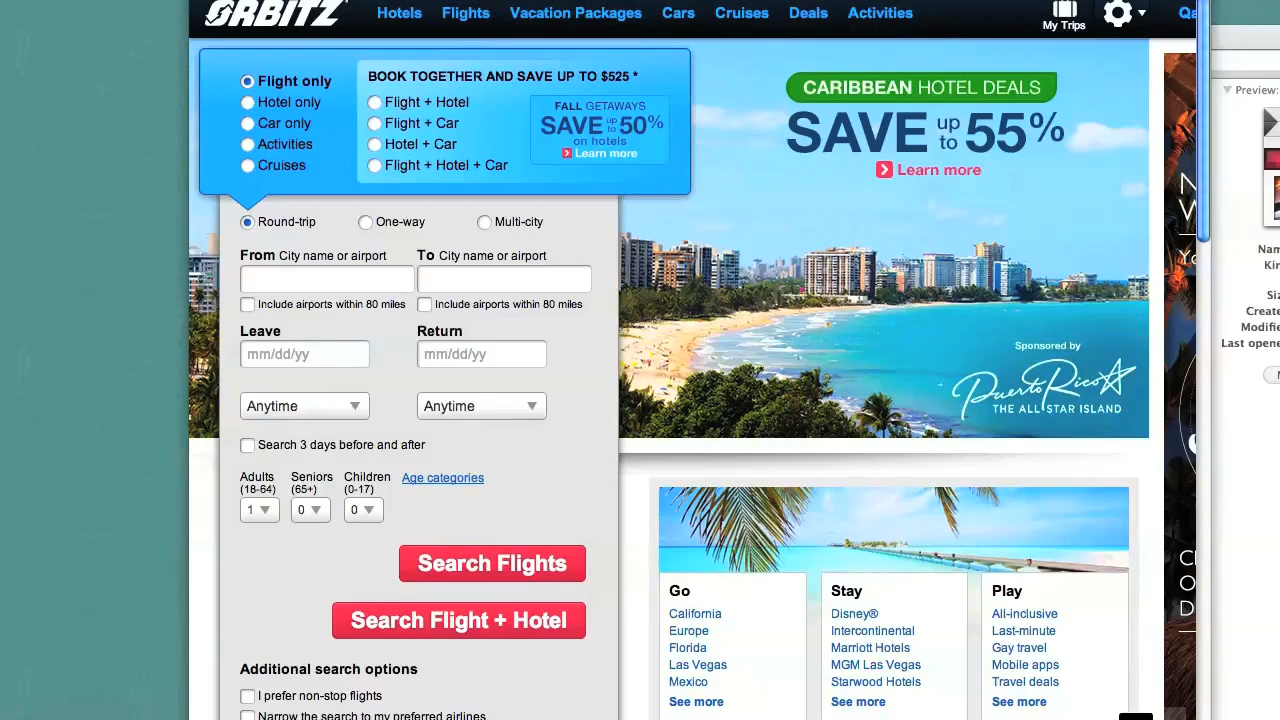 ORBITZ
Hotels Flights Vacation Packages Cars Cruises Deals Activities
My Trips
Flight only
Hotel only
Car only
Activities
Cruises
BOOK TOGETHER AND SAVE UP TO $525 *
Flight + Hotel
Flight + Car
Hotel + Car
Flight + Hotel + Car
FALL GETAWAYS
SAVE up to 50%
on hotels
Learn more
CARIBBEAN HOTEL DEALS
SAVE up to 55%
Learn more
Round-trip One-way Multi-city
From City name or airport To City name or airport
Include airports within 80 miles Include airports within 80 miles
Leave Return
mm/dd/yy mm/dd/yy
Anytime Anytime
Search 3 days before and after
Adults (18-64) Seniors (65+) Children (0-17) Age categories
1 0 0
Search Flights
Search Flight + Hotel
Additional search options
I prefer non-stop flights
Narrow the search to my preferred airlines
Sponsored by
Puerto Rico
THE ALL STAR ISLAND
Go
California
Europe
Florida
Las Vegas
Mexico
See more
Stay
Disney®
Intercontinental
Marriott Hotels
MGM Las Vegas
Starwood Hotels
See more
Play
All-inclusive
Last-minute
Gay travel
Mobile apps
Travel deals
See more
Preview:
Last opene